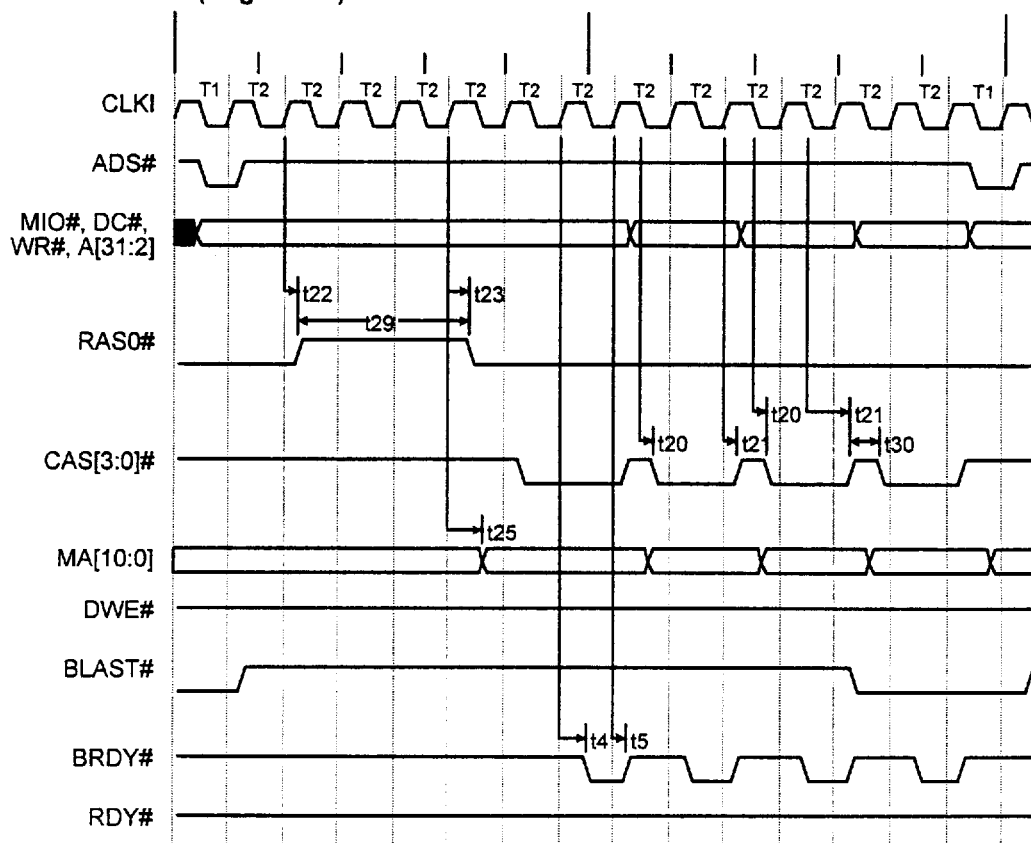 T1 T2 T2 T2 T2 T2 T2 T2 T2 T2 T2 T2 T2 T2 T1
CLKI
ADS#
MIO#, DC#,
WR#, A[31:2]
t22 t23
t29
RAS0#
t20 t21
t20 t21 t30
CAS[3:0]#
t25
MA[10:0]
DWE#
BLAST#
t4 t5
BRDY#
RDY#